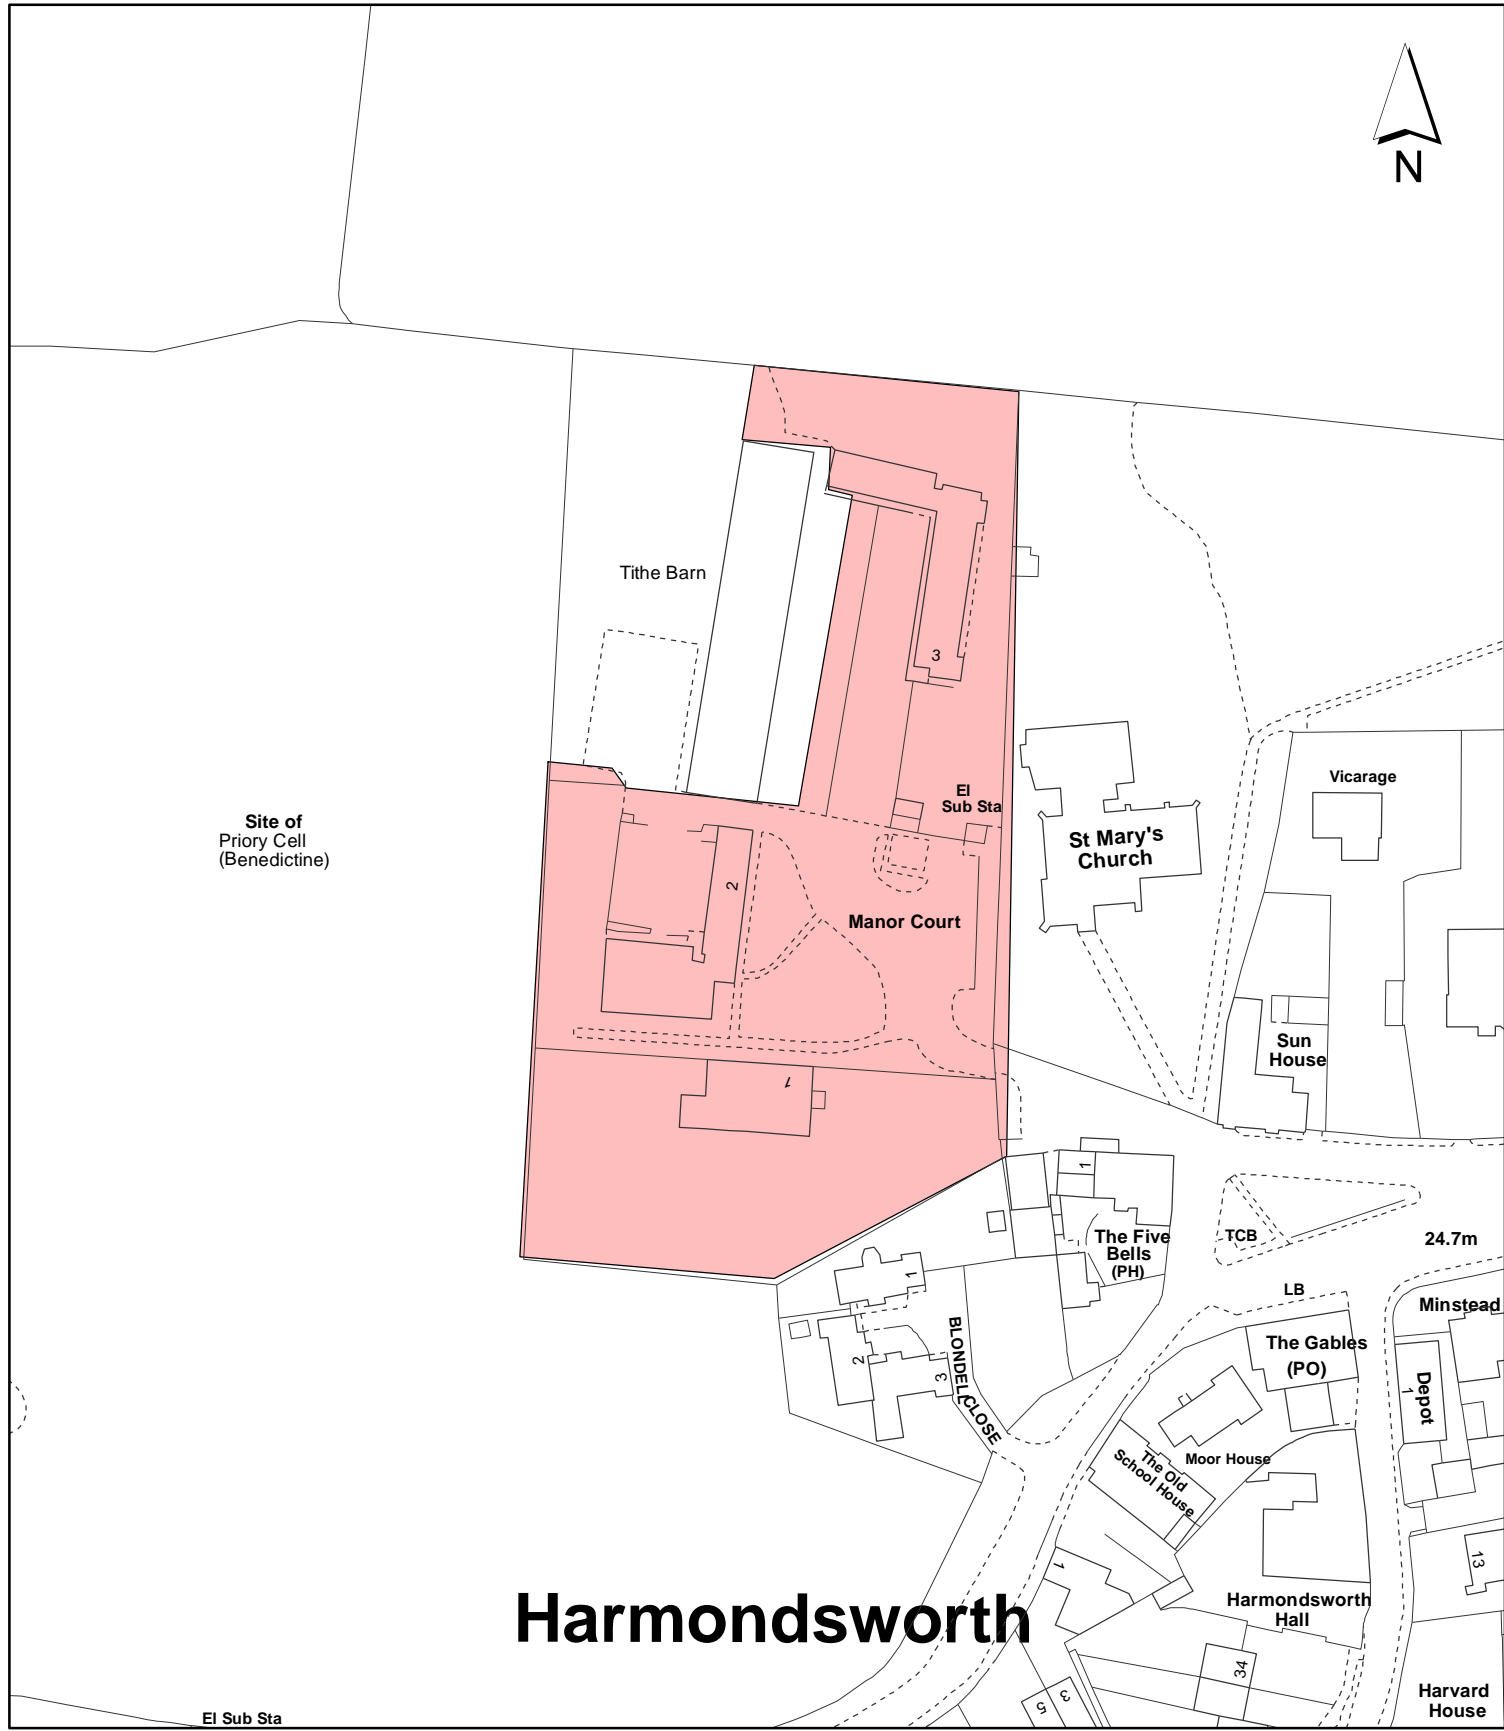 N
Tithe Barn
3
El
Sub Sta
Vicarage
Site of
Priory Cell
(Benedictine)
St Mary's
Church
2
Manor Court
Sun
House
1
1
The Five
Bells
(PH)
TCB
24.7m
1
LB
Minstead
BLONDELL CLOSE
2
3
The Gables
(PO)
Depot
1
Moor House
The Old
School House
1
13
Harmondsworth
Harmondsworth
Hall
34
3
5
Harvard
House
El Sub Sta